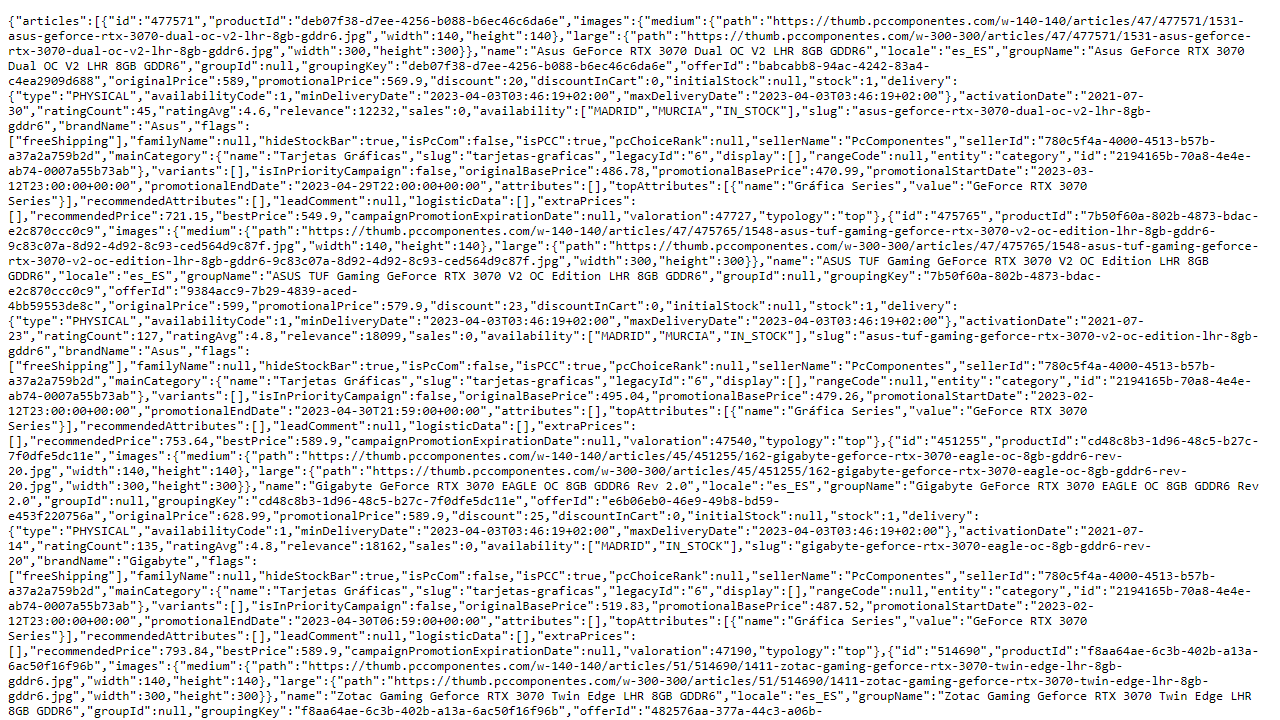 {"articles":[{"id":"477571","productId":"deb07f38-d7ee-4256-b088-b6ec46c6da6e","images":{"medium":{"path":"https://thumb.pccomponentes.com/w-140-140/articles/47/477571/1531-
asus-geforce-rtx-3070-dual-oc-v2-lhr-8gb-gddr6.jpg","width":140,"height":140},"large":{"path":"https://thumb.pccomponentes.com/w-300-300/articles/47/477571/1531-asus-geforce-
rtx-3070-dual-oc-v2-lhr-8gb-gddr6.jpg","width":300,"height":300}},"name":"Asus GeForce RTX 3070 Dual OC V2 LHR 8GB GDDR6","locale":"es_ES","groupName":"Asus GeForce RTX 3070
Dual OC V2 LHR 8GB GDDR6","groupId":null,"groupingKey":"deb07f38-d7ee-4256-b088-b6ec46c6da6e","offerId":"babcabb8-94ac-4242-83a4-
c4ea2909d688","originalPrice":589,"promotionalPrice":569.9,"discount":20,"discountInCart":0,"initialStock":null,"stock":1,"delivery":
{"type":"PHYSICAL","availabilityCode":1,"minDeliveryDate":"2023-04-03T03:46:19+02:00","maxDeliveryDate":"2023-04-03T03:46:19+02:00"},"activationDate":"2021-07-
30","ratingCount":45,"ratingAvg":4.6,"relevance":12232,"sales":0,"availability":["MADRID","MURCIA","IN_STOCK"],"slug":"asus-geforce-rtx-3070-dual-oc-v2-lhr-8gb-
gddr6","brandName":"Asus","flags":
["freeShipping"],"familyName":null,"hideStockBar":true,"isPcCom":false,"isPCC":true,"pcChoiceRank":null,"sellerName":"PcComponentes","sellerId":"780c5f4a-4000-4513-b57b-
a37a2a759b2d","mainCategory":{"name":"Tarjetas Gráficas","slug":"tarjetas-graficas","legacyId":"6","display":[],"rangeCode":null,"entity":"category","id":"2194165b-70a8-4e4e-
ab74-0007a55b73ab"},"variants":[],"isInPriorityCampaign":false,"originalBasePrice":486.78,"promotionalBasePrice":470.99,"promotionalStartDate":"2023-03-
12T23:00:00+00:00","promotionalEndDate":"2023-04-29T22:00:00+00:00","attributes":[],"topAttributes":[{"name":"Gráfica Series","value":"GeForce RTX 3070
Series"}],"recommendedAttributes":[],"leadComment":null,"logisticData":[],"extraPrices":
[],"recommendedPrice":721.15,"bestPrice":549.9,"campaignPromotionExpirationDate":null,"valoration":47727,"typology":"top"},{"id":"475765","productId":"7b50f60a-802b-4873-bdac-
e2c870ccc0c9","images":{"medium":{"path":"https://thumb.pccomponentes.com/w-140-140/articles/47/475765/1548-asus-tuf-gaming-geforce-rtx-3070-v2-oc-edition-lhr-8gb-gddr6-
9c83c07a-8d92-4d92-8c93-ced564d9c87f.jpg","width":140,"height":140},"large":{"path":"https://thumb.pccomponentes.com/w-300-300/articles/47/475765/1548-asus-tuf-gaming-geforce-
rtx-3070-v2-oc-edition-lhr-8gb-gddr6-9c83c07a-8d92-4d92-8c93-ced564d9c87f.jpg","width":300,"height":300}},"name":"ASUS TUF Gaming GeForce RTX 3070 V2 OC Edition LHR 8GB
GDDR6","locale":"es_ES","groupName":"ASUS TUF Gaming GeForce RTX 3070 V2 OC Edition LHR 8GB GDDR6","groupId":null,"groupingKey":"7b50f60a-802b-4873-bdac-
e2c870ccc0c9","offerId":"9384acc9-7b29-4839-aced-
4bb59553de8c","originalPrice":599,"promotionalPrice":579.9,"discount":23,"discountInCart":0,"initialStock":null,"stock":1,"delivery":
{"type":"PHYSICAL","availabilityCode":1,"minDeliveryDate":"2023-04-03T03:46:19+02:00","maxDeliveryDate":"2023-04-03T03:46:19+02:00"},"activationDate":"2021-07-
23","ratingCount":127,"ratingAvg":4.8,"relevance":18099,"sales":0,"availability":["MADRID","MURCIA","IN_STOCK"],"slug":"asus-tuf-gaming-geforce-rtx-3070-v2-oc-edition-lhr-8gb-
gddr6","brandName":"Asus","flags":
["freeShipping"],"familyName":null,"hideStockBar":true,"isPcCom":false,"isPCC":true,"pcChoiceRank":null,"sellerName":"PcComponentes","sellerId":"780c5f4a-4000-4513-b57b-
a37a2a759b2d","mainCategory":{"name":"Tarjetas Gráficas","slug":"tarjetas-graficas","legacyId":"6","display":[],"rangeCode":null,"entity":"category","id":"2194165b-70a8-4e4e-
ab74-0007a55b73ab"},"variants":[],"isInPriorityCampaign":false,"originalBasePrice":495.04,"promotionalBasePrice":479.26,"promotionalStartDate":"2023-02-
12T23:00:00+00:00","promotionalEndDate":"2023-04-30T21:59:00+00:00","attributes":[],"topAttributes":[{"name":"Gráfica Series","value":"GeForce RTX 3070
Series"}],"recommendedAttributes":[],"leadComment":null,"logisticData":[],"extraPrices":
[],"recommendedPrice":753.64,"bestPrice":589.9,"campaignPromotionExpirationDate":null,"valoration":47540,"typology":"top"},{"id":"451255","productId":"cd48c8b3-1d96-48c5-b27c-
7f0dfe5dc11e","images":{"medium":{"path":"https://thumb.pccomponentes.com/w-140-140/articles/45/451255/162-gigabyte-geforce-rtx-3070-eagle-oc-8gb-gddr6-rev-
20.jpg","width":140,"height":140},"large":{"path":"https://thumb.pccomponentes.com/w-300-300/articles/45/451255/162-gigabyte-geforce-rtx-3070-eagle-oc-8gb-gddr6-rev-
20.jpg","width":300,"height":300}},"name":"Gigabyte GeForce RTX 3070 EAGLE OC 8GB GDDR6 Rev 2.0","locale":"es_ES","groupName":"Gigabyte GeForce RTX 3070 EAGLE OC 8GB GDDR6 Rev
2.0","groupId":null,"groupingKey":"cd48c8b3-1d96-48c5-b27c-7f0dfe5dc11e","offerId":"e6b06eb0-46e9-49b8-bd59-
e453f220756a","originalPrice":628.99,"promotionalPrice":589.9,"discount":25,"discountInCart":0,"initialStock":null,"stock":1,"delivery":
{"type":"PHYSICAL","availabilityCode":1,"minDeliveryDate":"2023-04-03T03:46:19+02:00","maxDeliveryDate":"2023-04-03T03:46:19+02:00"},"activationDate":"2021-07-
14","ratingCount":135,"ratingAvg":4.8,"relevance":18162,"sales":0,"availability":["MADRID","IN_STOCK"],"slug":"gigabyte-geforce-rtx-3070-eagle-oc-8gb-gddr6-rev-
20","brandName":"Gigabyte","flags":
["freeShipping"],"familyName":null,"hideStockBar":true,"isPcCom":false,"isPCC":true,"pcChoiceRank":null,"sellerName":"PcComponentes","sellerId":"780c5f4a-4000-4513-b57b-
a37a2a759b2d","mainCategory":{"name":"Tarjetas Gráficas","slug":"tarjetas-graficas","legacyId":"6","display":[],"rangeCode":null,"entity":"category","id":"2194165b-70a8-4e4e-
ab74-0007a55b73ab"},"variants":[],"isInPriorityCampaign":false,"originalBasePrice":519.83,"promotionalBasePrice":487.52,"promotionalStartDate":"2023-02-
12T23:00:00+00:00","promotionalEndDate":"2023-04-30T06:59:00+00:00","attributes":[],"topAttributes":[{"name":"Gráfica Series","value":"GeForce RTX 3070
Series"}],"recommendedAttributes":[],"leadComment":null,"logisticData":[],"extraPrices":
[],"recommendedPrice":793.84,"bestPrice":589.9,"campaignPromotionExpirationDate":null,"valoration":47190,"typology":"top"},{"id":"514690","productId":"f8aa64ae-6c3b-402b-a13a-
6ac50f16f96b","images":{"medium":{"path":"https://thumb.pccomponentes.com/w-140-140/articles/51/514690/1411-zotac-gaming-geforce-rtx-3070-twin-edge-lhr-8gb-
gddr6.jpg","width":140,"height":140},"large":{"path":"https://thumb.pccomponentes.com/w-300-300/articles/51/514690/1411-zotac-gaming-geforce-rtx-3070-twin-edge-lhr-8gb-
gddr6.jpg","width":300,"height":300}},"name":"Zotac Gaming Geforce RTX 3070 Twin Edge LHR 8GB GDDR6","locale":"es_ES","groupName":"Zotac Gaming Geforce RTX 3070 Twin Edge LHR
8GB GDDR6","groupId":null,"groupingKey":"f8aa64ae-6c3b-402b-a13a-6ac50f16f96b","offerId":"482576aa-377a-44c3-a06b-